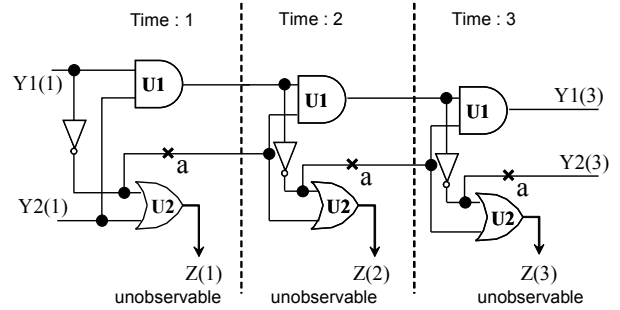 Time : 1
Time : 2
Time : 3
Y1(1)
U1
U1
U1
Y1(3)
a
a
a
Y2(3)
Y2(1)
U2
U2
U2
Z(1)
Z(2)
Z(3)
unobservable
unobservable
unobservable